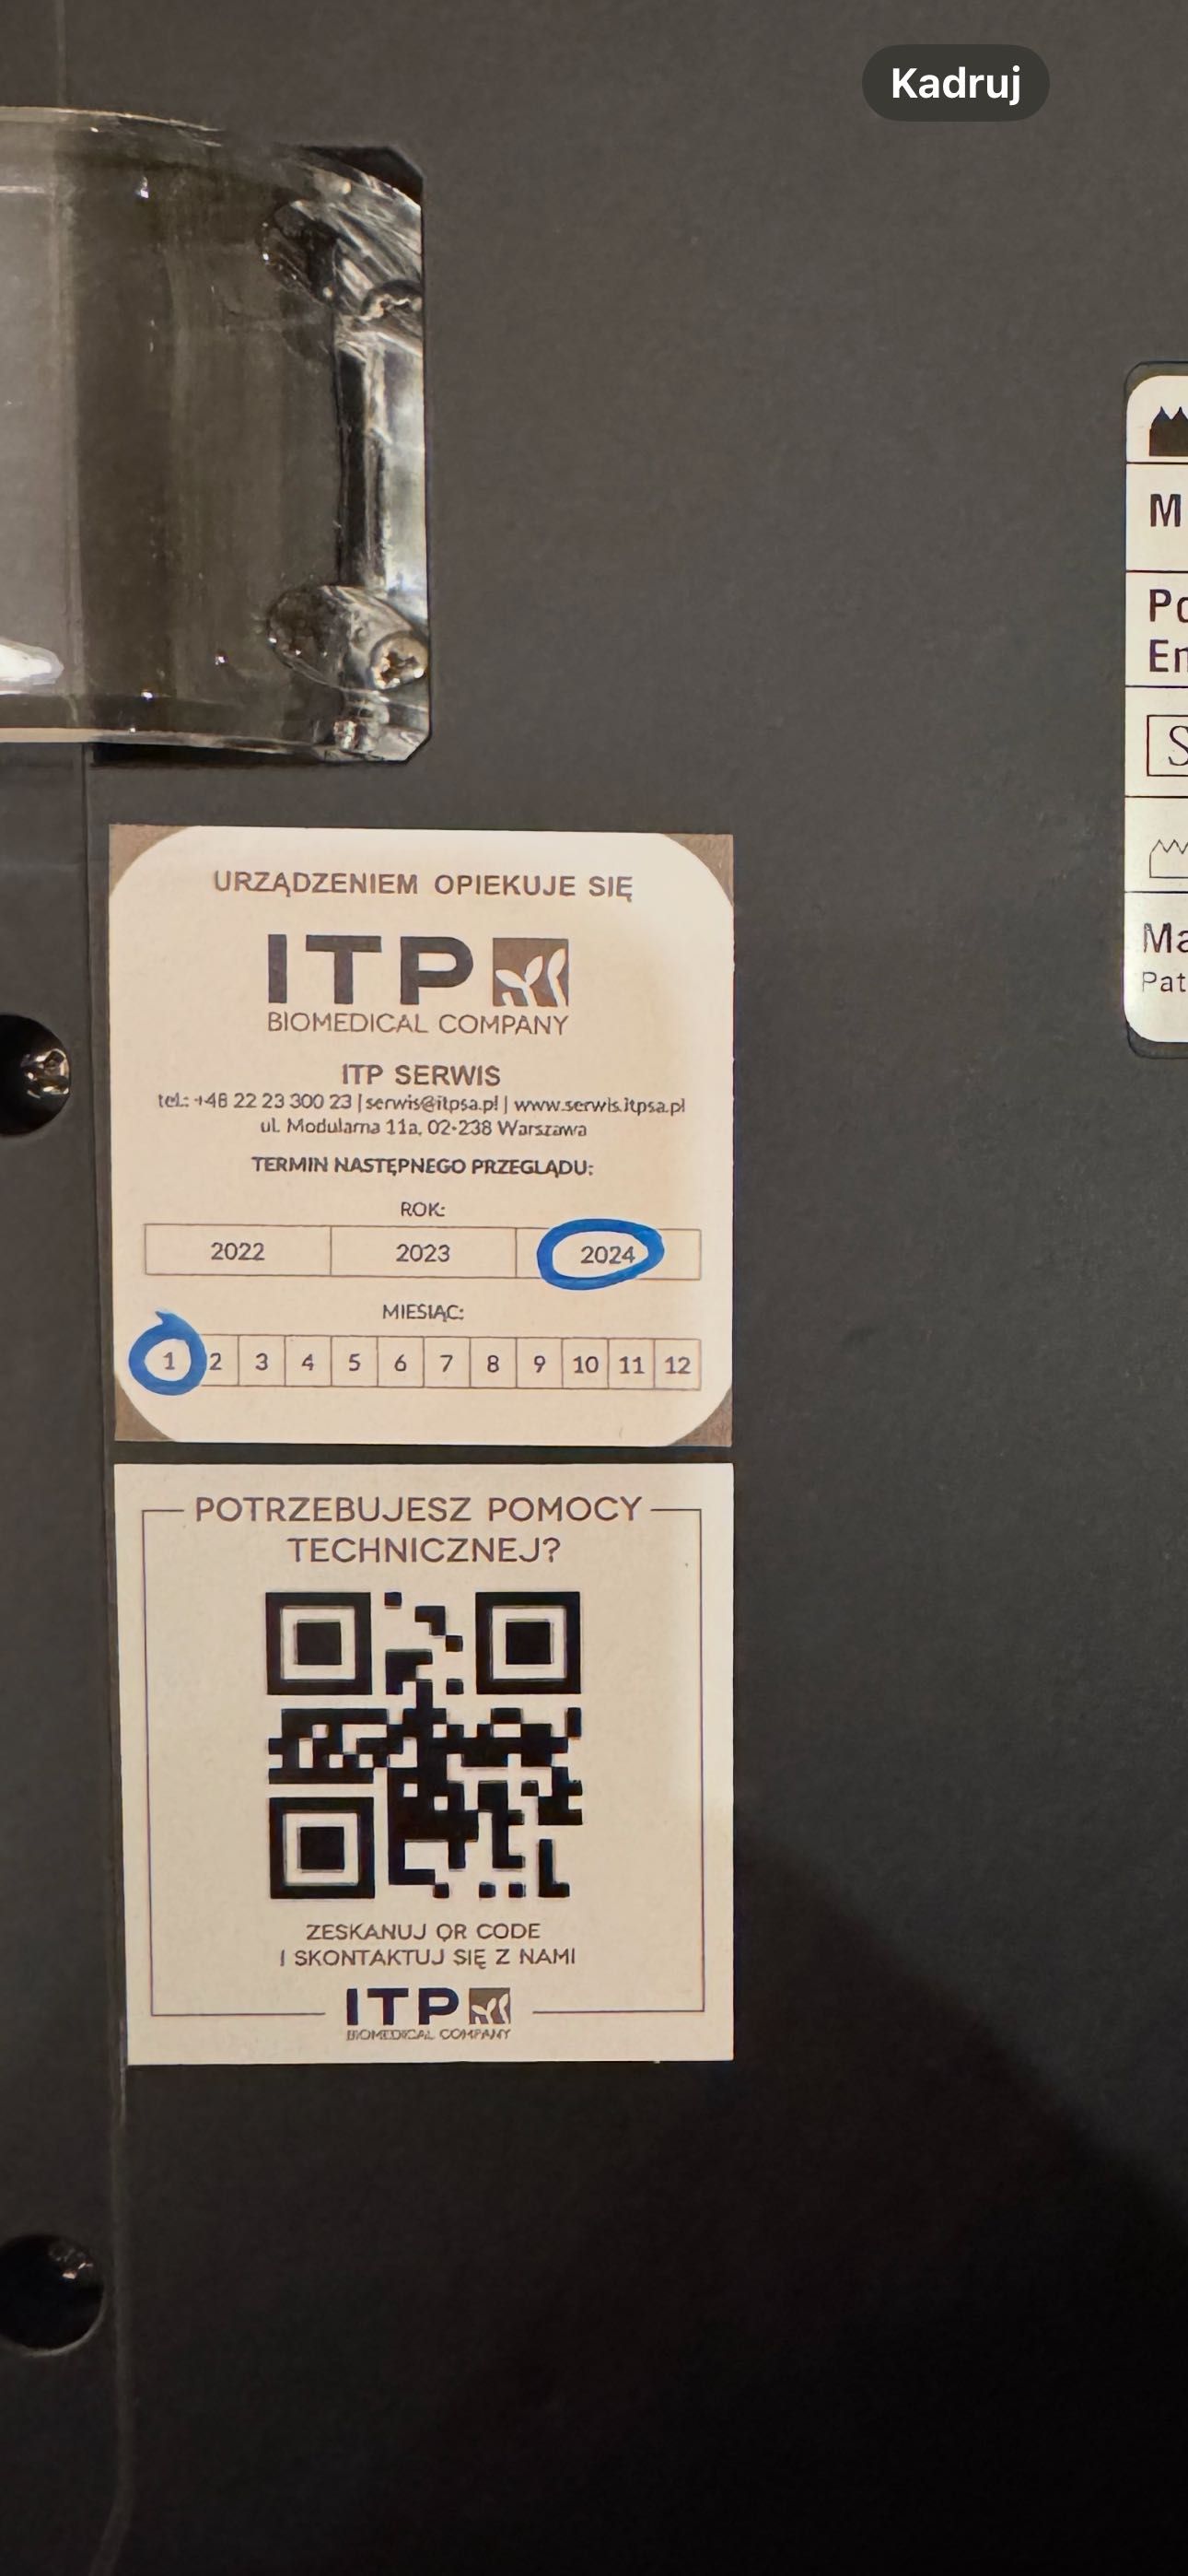 Kadruj
M
Po
En
S
Ma
Pat
URZĄDZENIEM OPIEKUJE SIĘ
ITP
BIOMEDICAL COMPANY
ITP SERWIS
tel.: +48 22 23 300 23 | serwis@itpsa.pl | www.serwis.itpsa.pl
ul. Modularna 11a, 02-238 Warszawa
TERMIN NASTĘPNEGO PRZEGLĄDU:
ROK:
2022 2023 2024
MIESIĄC:
1 2 3 4 5 6 7 8 9 10 11 12
POTRZEBUJESZ POMOCY
TECHNICZNEJ?
ZESKANUJ QR CODE
I SKONTAKTUJ SIĘ Z NAMI
ITP
BIOMEDICAL COMPANY